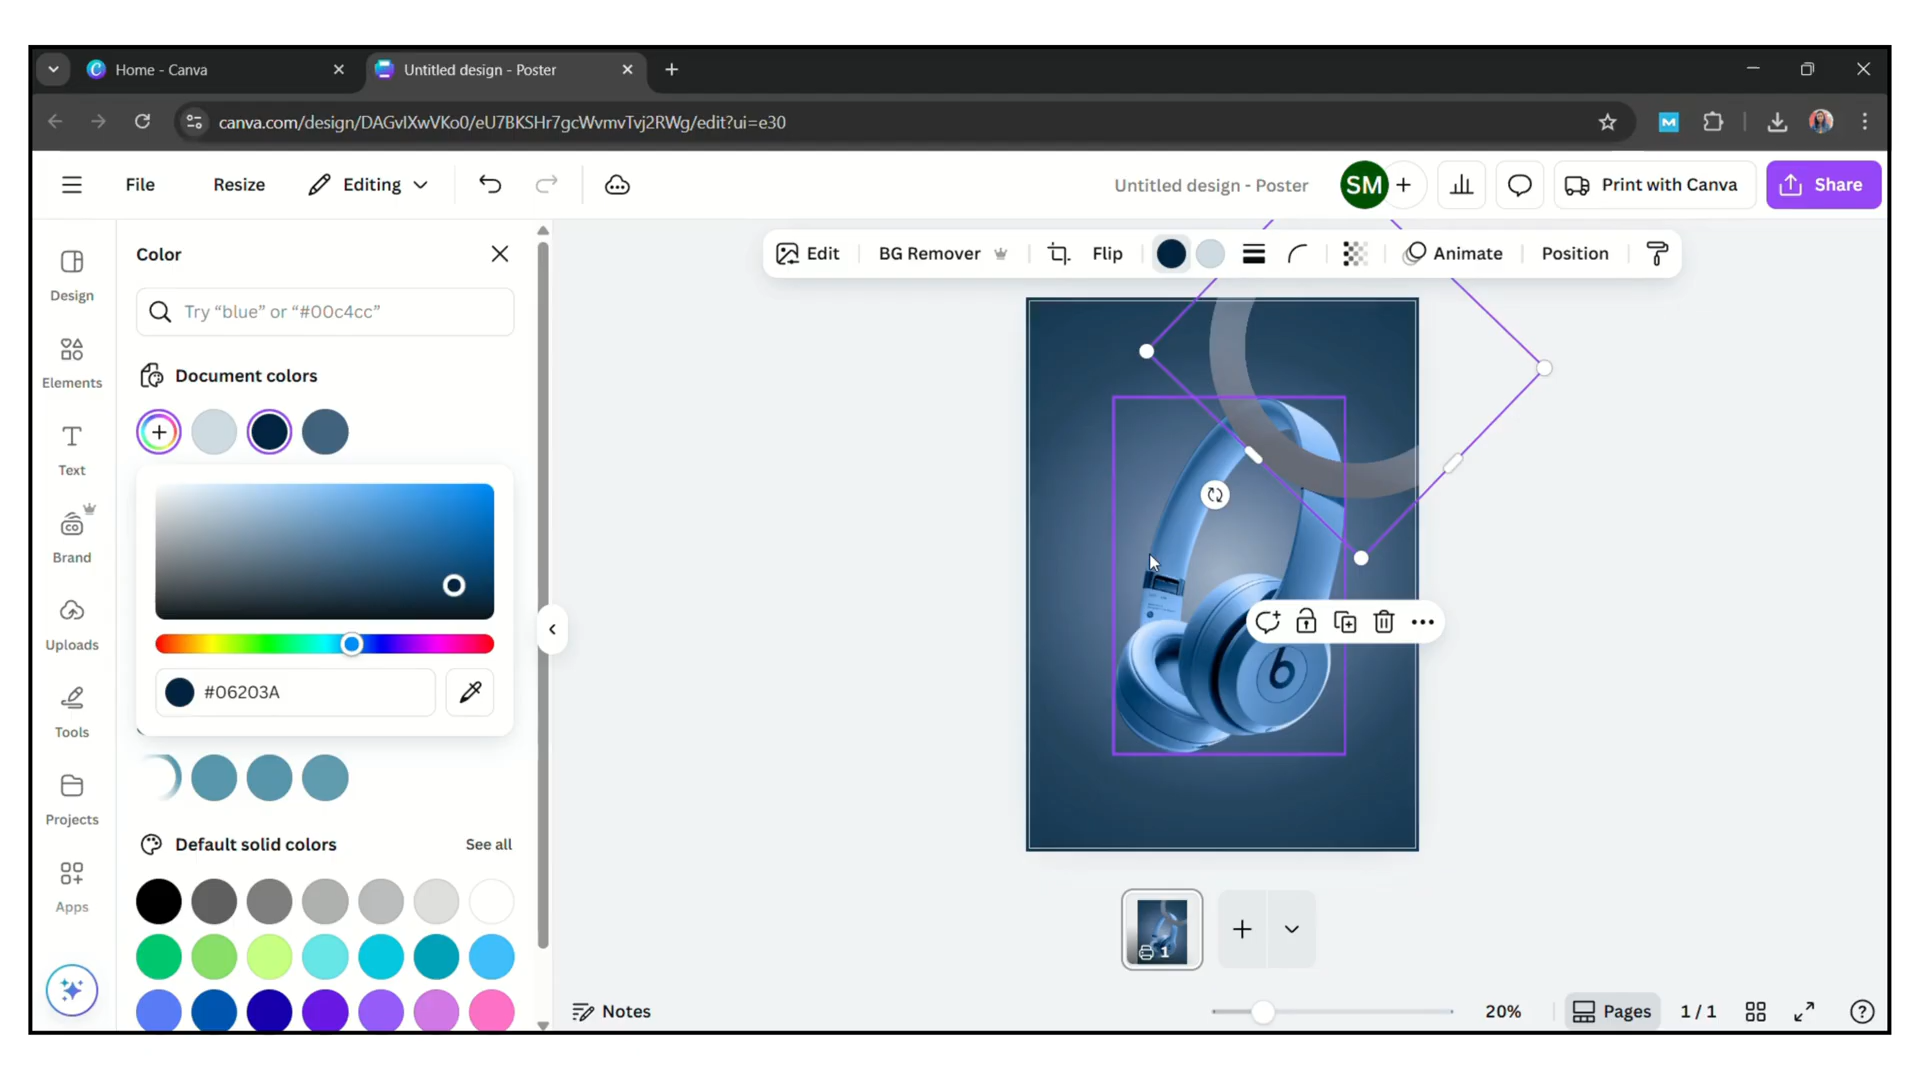 Home - Canva
Untitled design - Poster
canva.com/design/DAGvlXwVKo0/eU7BKSHr7gcWvmvTvj2RWg/edit?ui=e30
File
Resize
Editing
Untitled design - Poster
SM
Print with Canva
Share
Design
Elements
Text
Brand
Uploads
Tools
Projects
Apps
Color
Try “blue” or “#00c4cc”
Document colors
#06203A
Default solid colors
See all
Edit
BG Remover
Flip
Animate
Position
b
1
Notes
20%
Pages
1 / 1